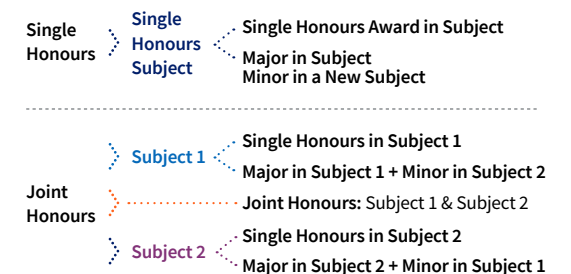 Single
Honours
Single
Honours
Subject
Single Honours Award in Subject
Major in Subject
Minor in a New Subject
Joint
Honours
Subject 1
Single Honours in Subject 1
Major in Subject 1 + Minor in Subject 2
Joint Honours: Subject 1 & Subject 2
Subject 2
Single Honours in Subject 2
Major in Subject 2 + Minor in Subject 1